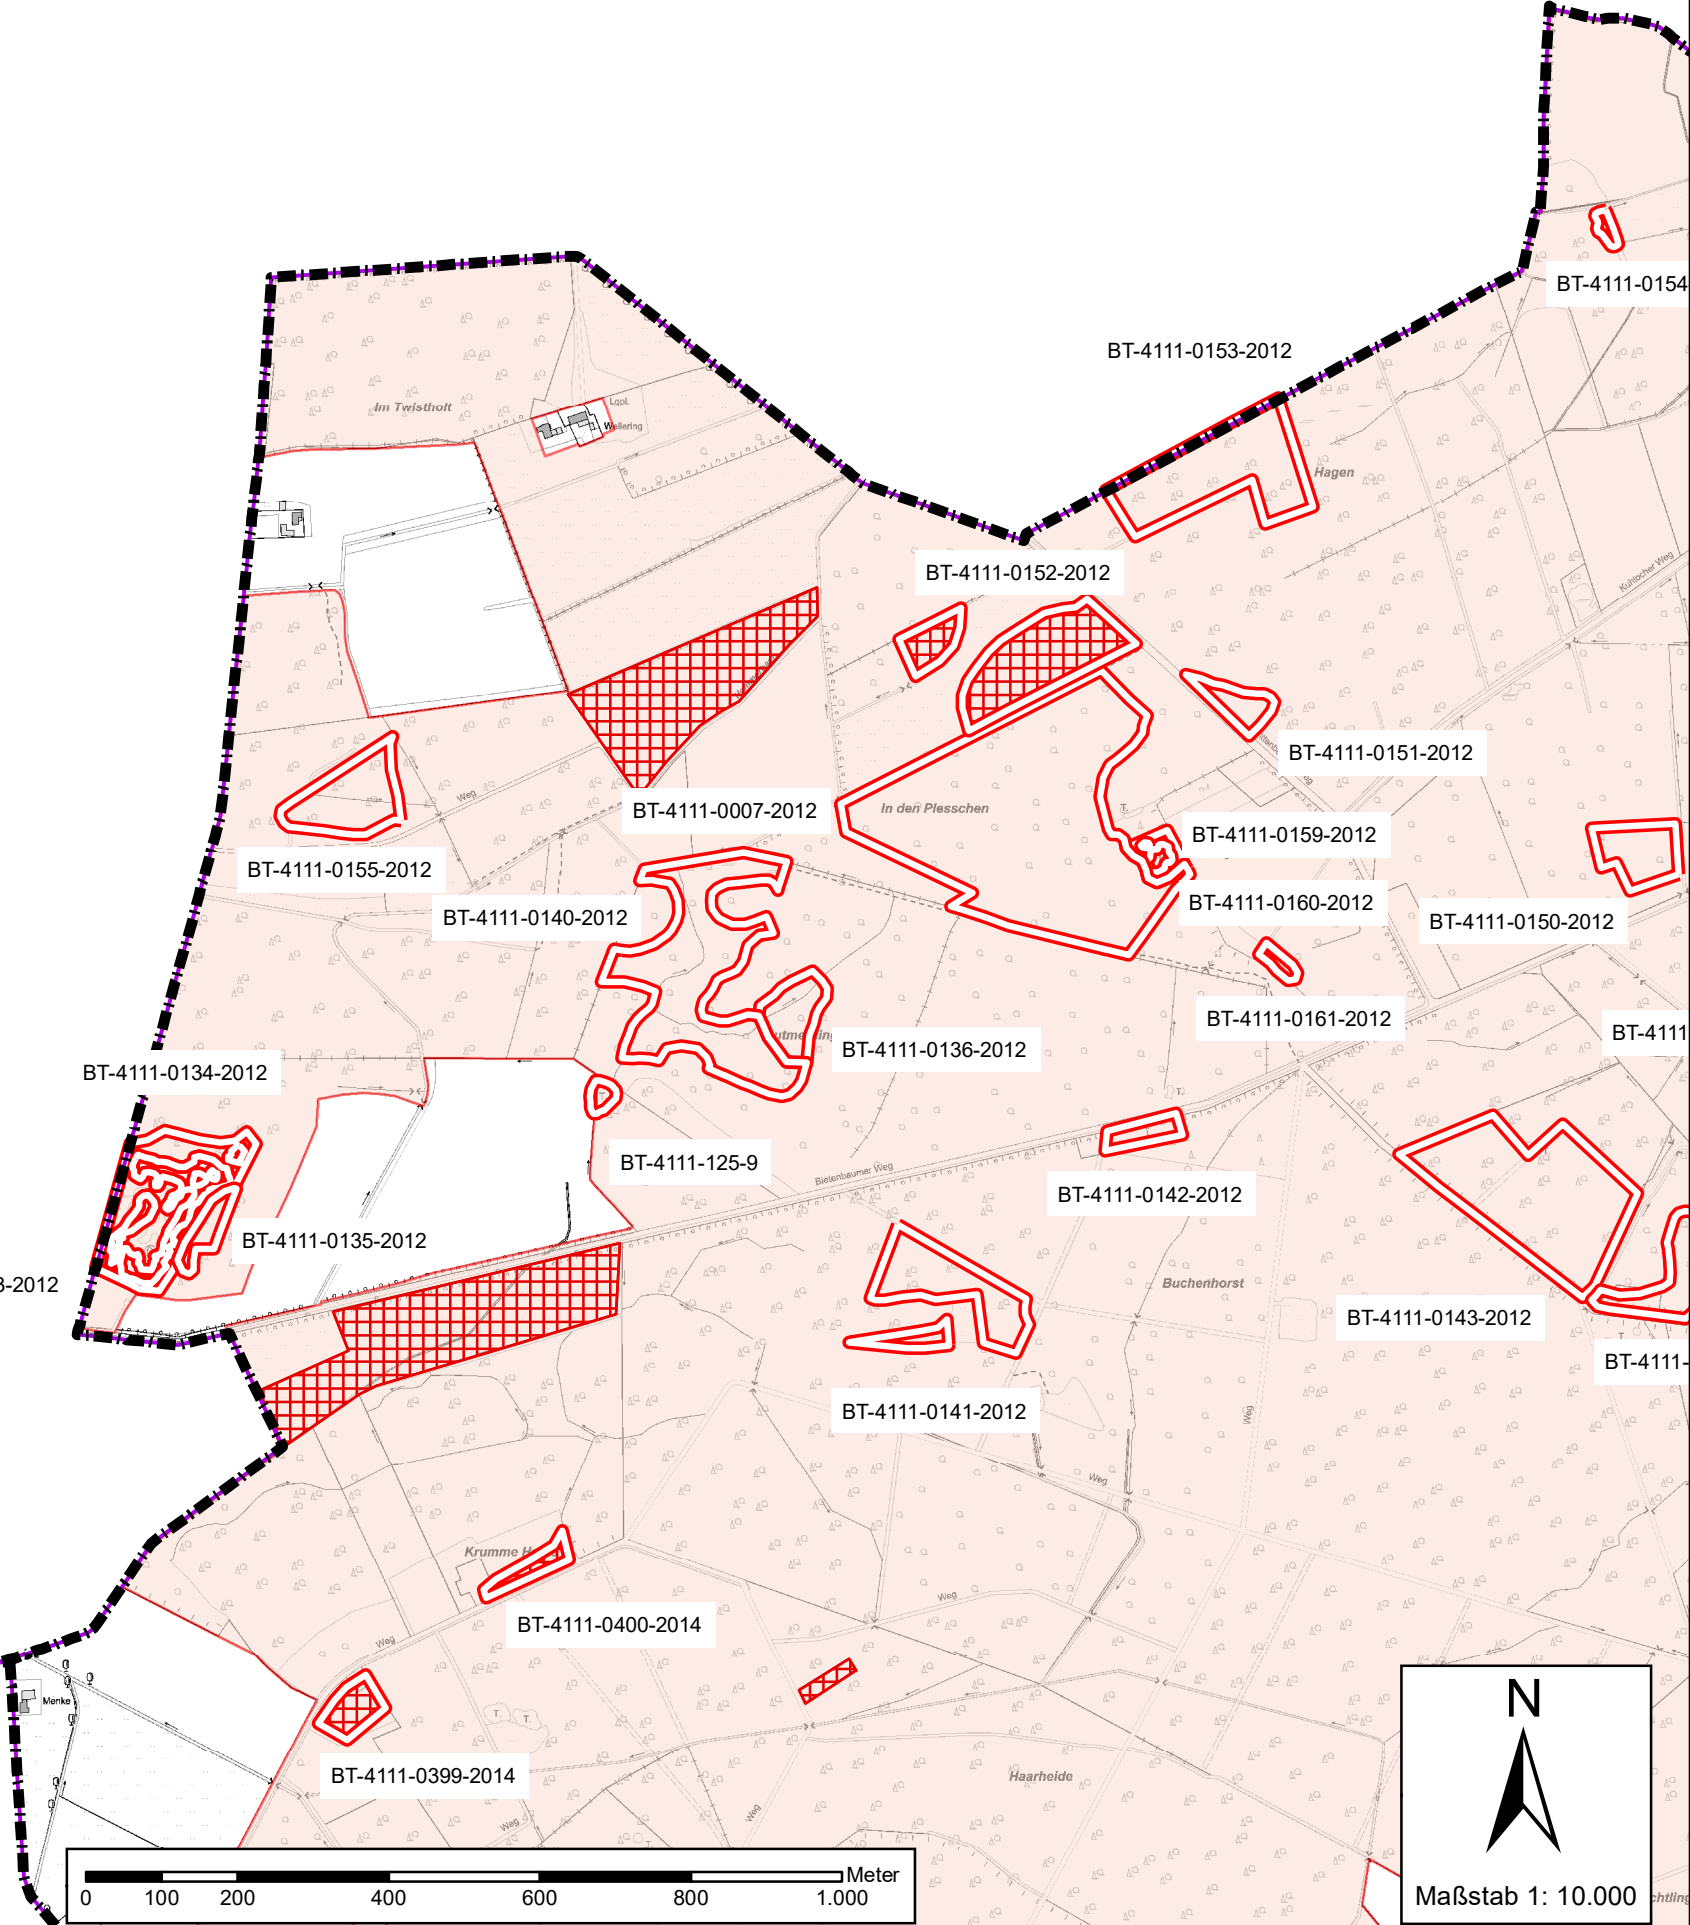 BT-4111-0154-
BT-4111-0153-2012
Im Twistholt
Lgpl.
Wellering
Hagen
BT-4111-0152-2012
Kuhlocher Weg
BT-4111-0151-2012
Weg
BT-4111-0007-2012
In den Plesschen
T.
BT-4111-0159-2012
BT-4111-0155-2012
BT-4111-0160-2012
BT-4111-0140-2012
BT-4111-0150-2012
BT-4111-0161-2012
BT-4111
BT-4111-0136-2012
BT-4111-0134-2012
T.
BT-4111-125-9
Bielenbaumer Weg
BT-4111-0142-2012
BT-4111-0135-2012
3-2012
Buchenhorst
BT-4111-0143-2012
T
BT-4111-
BT-4111-0141-2012
Weg
Weg
Krumme
Weg
BT-4111-0400-2014
Weg
Menke
T.
T.
BT-4111-0399-2014
Haarheide
Weg
Weg
N
Meter
0 100 200 400 600 800 1.000
Maßstab 1: 10.000